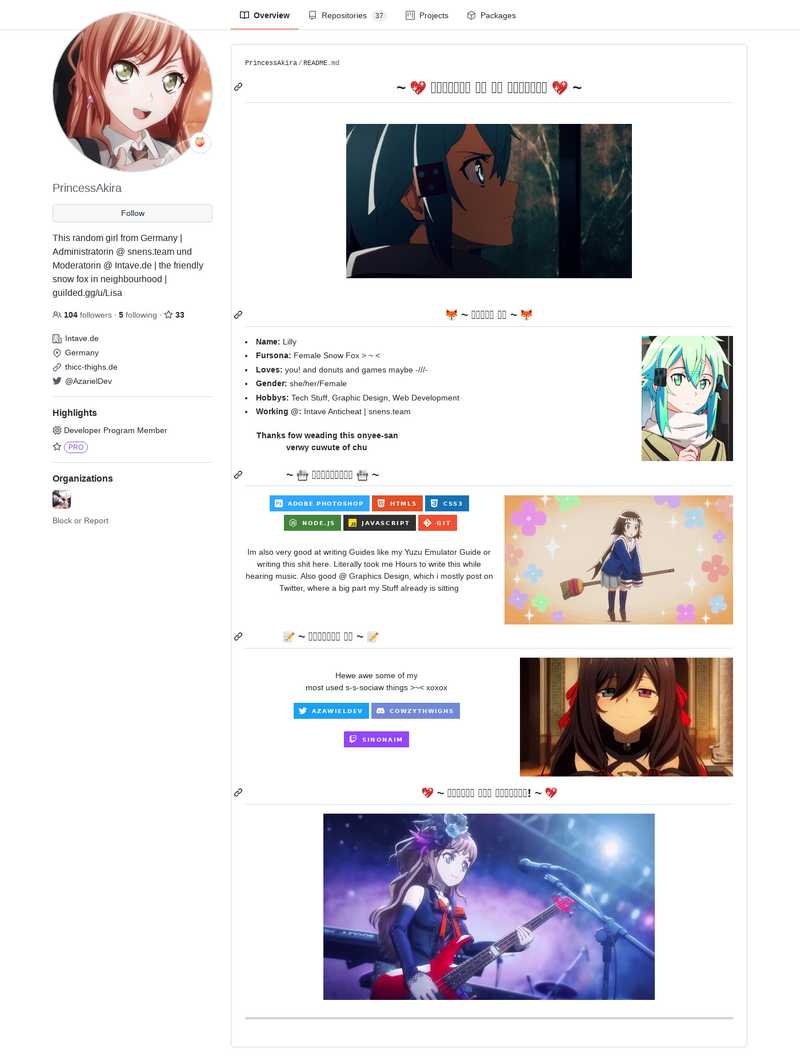 Overview
Repositories 37
Projects
Packages
PrincessAkira
Follow
This random girl from Germany |
Administratorin @ snens.team und
Moderatorin @ Intave.de | the friendly
snow fox in neighbourhood |
guilded.gg/u/Lisa
104 followers · 5 following · 33
Intave.de
Germany
thicc-thighs.de
@AzarielDev
Highlights
Developer Program Member
PRO
Organizations
Block or Report
PrincessAkira/README.md
~ 💖 💖 ~
🦊 ~ ~ 🦊
• Name: Lilly
• Fursona: Female Snow Fox > ~ <
• Loves: you! and donuts and games maybe -///-
• Gender: she/her/Female
• Hobbys: Tech Stuff, Graphic Design, Web Development
• Working @: Intave Anticheat | snens.team
Thanks fow weading this onyee-san
verwy cuwute of chu
~ ~
ADOBE PHOTOSHOP HTML5 CSS3
NODE.JS JAVASCRIPT GIT
Im also very good at writing Guides like my Yuzu Emulator Guide or
writing this shit here. Literally took me Hours to write this while
hearing music. Also good @ Graphics Design, which i mostly post on
Twitter, where a big part my Stuff already is sitting
📝 ~ ~ 📝
Hewe awe some of my
most used s-s-sociaw things >~< xoxox
AZAWIELDEV COWZYTHWIGHS
SINONAIM
💖 ~ ! ~ 💖